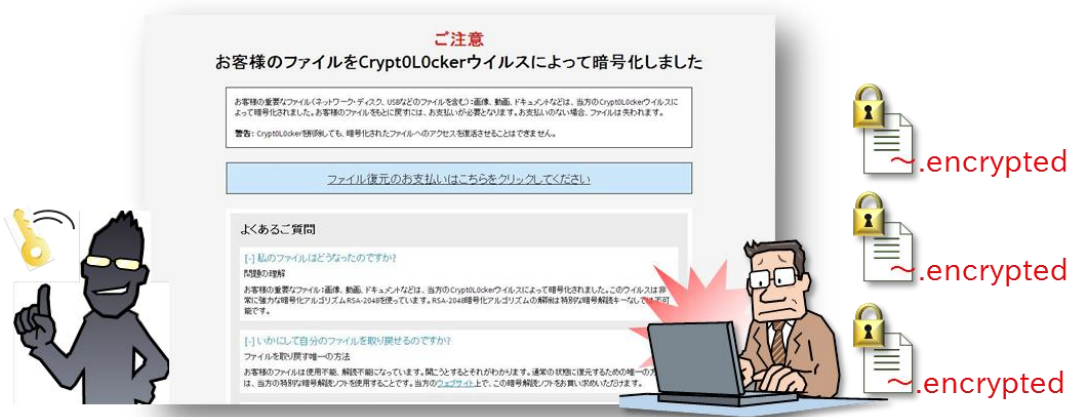 ご注意
お客様のファイルをCrypt0L0ckerウイルスによって暗号化しました
お客様の重要なファイル（ネットワーク・ディスク、USBなどのファイルを含む）：画像、動画、ドキュメントなどは、当方のCrypt0L0ckerウイルスに
よって暗号化されました。お客様のファイルをもとに戻すには、お支払いが必要となります。お支払いのない場合、ファイルは失われます。
警告: Crypt0L0ckerを削除しても、暗号化されたファイルへのアクセスを復活させることはできません。
ファイル復元のお支払いはこちらをクリックしてください
よくあるご質問
[-] 私のファイルはどうなったのですか?
問題の理解
お客様の重要なファイル：画像、動画、ドキュメントなどは、当方のCrypt0L0ckerウイルスによって暗号化されました。このウイルスは非
常に強力な暗号化アルゴリズムRSA-2048を使っています。RSA-2048暗号化アルゴリズムの解除は特別な暗号解読キーなしでは不可
能です。
[-] いかにして自分のファイルを取り戻せるのですか?
ファイルを取り戻す唯一の方法
お客様のファイルは使用不能、解読不能になっています。開こうとするとそれがわかります。通常の状態に復元するための唯一の方
は、当方の特別な暗号解読ソフトを使用することです。当方のウェブサイト上で、この暗号解読ソフトをお買い求めいただけます。
～.encrypted
～.encrypted
～.encrypted